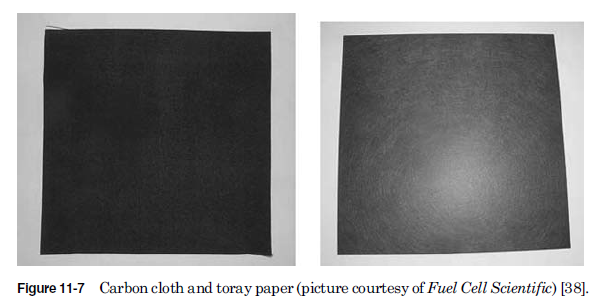 Figure 11-7 Carbon cloth and toray paper (picture courtesy of Fuel Cell Scientific) [38].